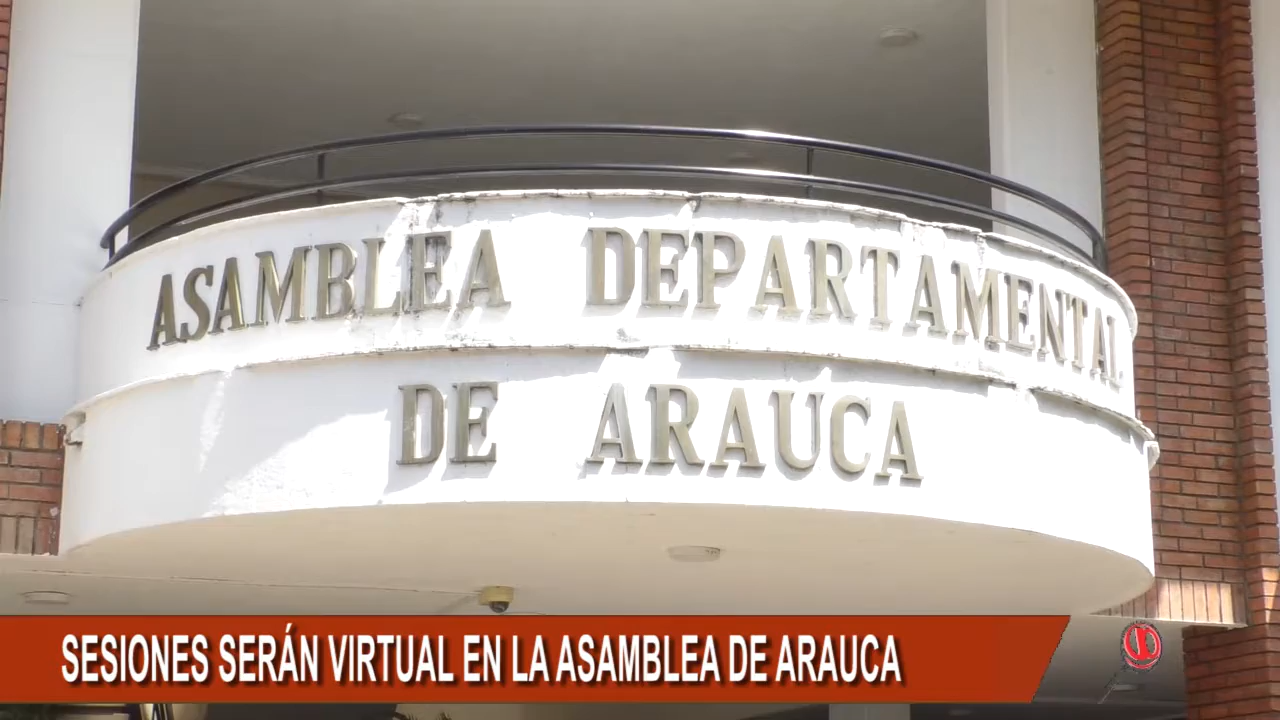 ASAMBLEA DEPARTAMENTAL
DE ARAUCA
SESIONES SERÁN VIRTUAL EN LA ASAMBLEA DE ARAUCA